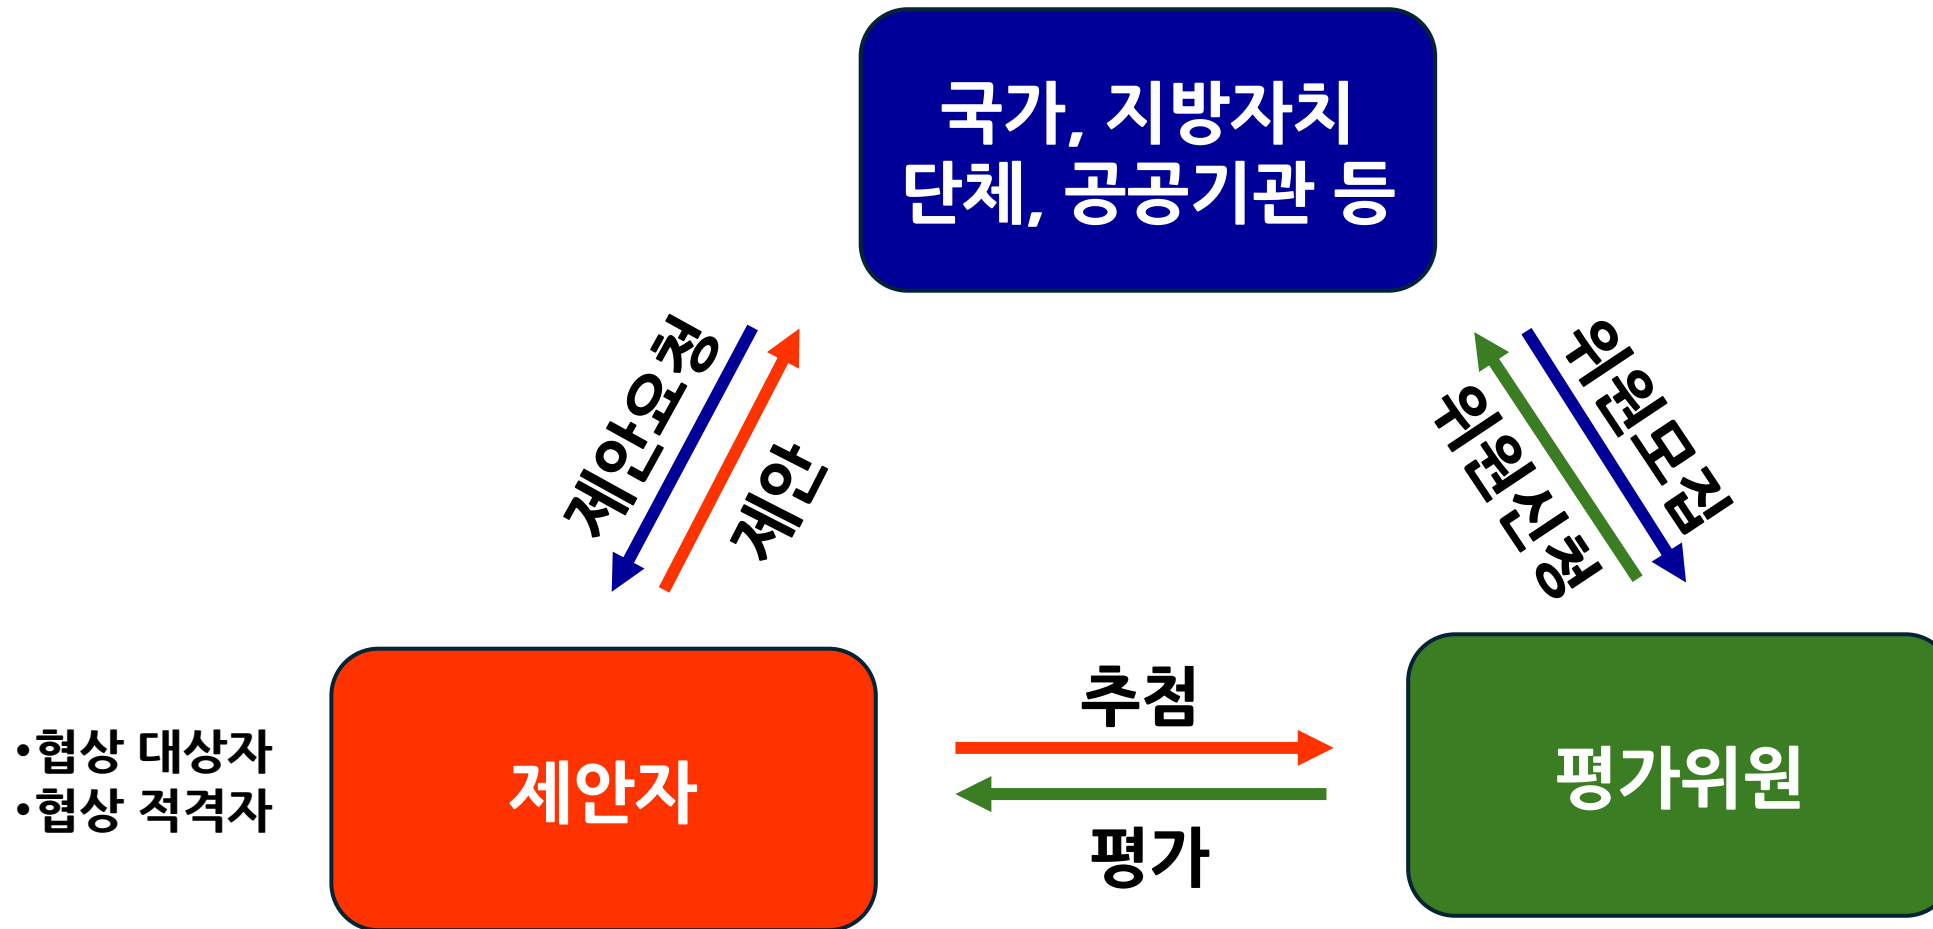 국가, 지방자치
단체, 공공기관 등
제안요청
제안
위원모집
위원신청
추첨
•협상 대상자
•협상 적격자
제안자
평가위원
평가